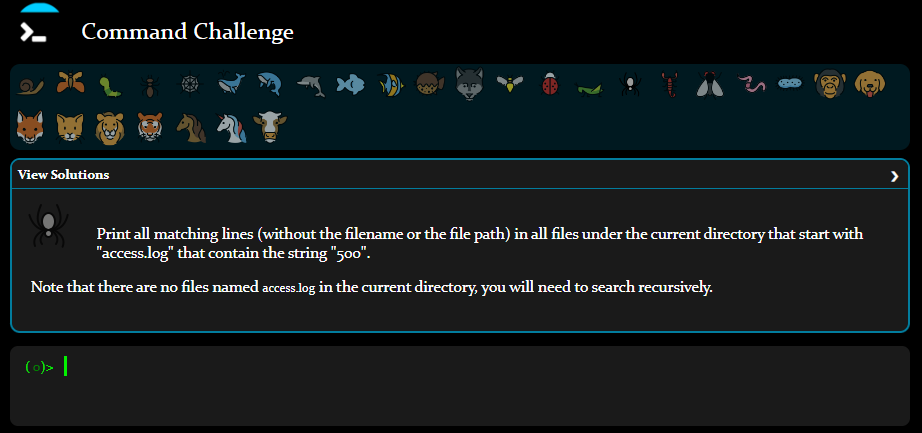 Command Challenge
View Solutions
Print all matching lines (without the filename or the file path) in all files under the current directory that start with
"access.log" that contain the string "500".
Note that there are no files named access.log in the current directory, you will need to search recursively.
(○)>